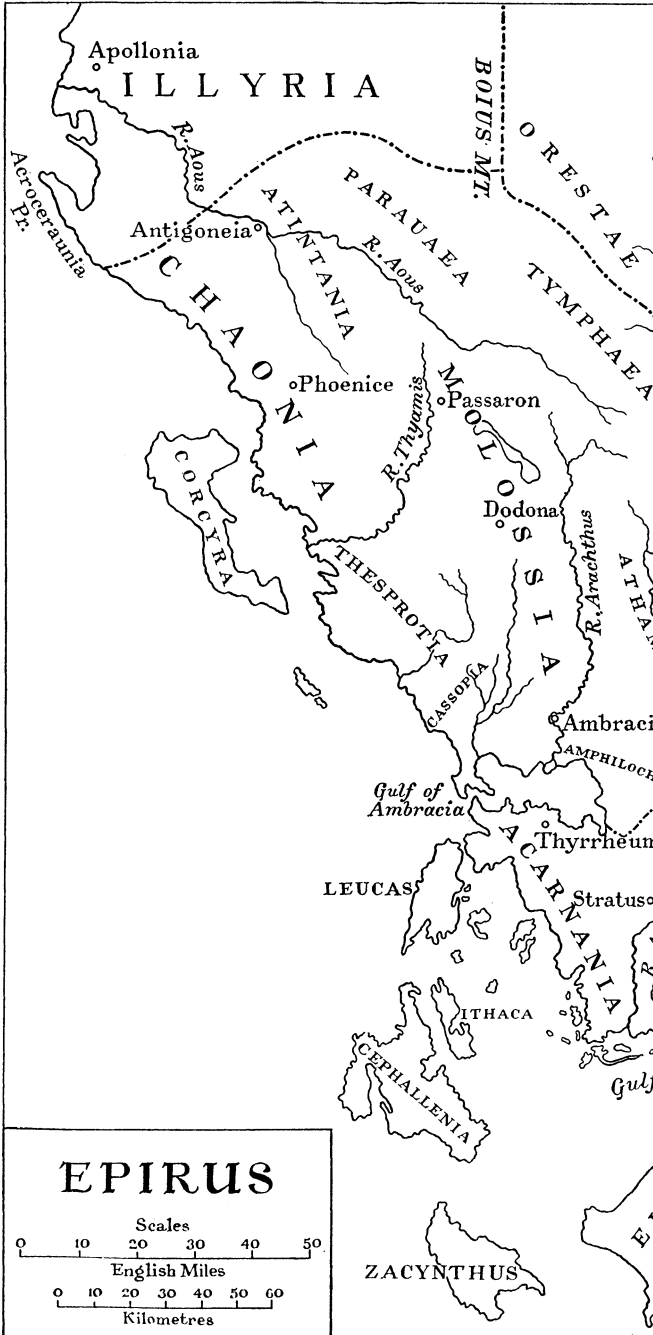 Apollonia
ILLYRIA
BOIUS MT.
R. Aous
ORESTAE
Acroceraunia
Pr.
PARAUAEA
ATINTANIA
Antigoneia
R. Aous
CHAONIA
TYMPHAEA
Phoenice
R. Thyamis
MOLOSSIA
Passaron
CORCYRA
Dodona
R. Arachthus
THESPROTIA
ATHAM
CASSOPIA
Ambraci
AMPHILOCH
Gulf of
Ambracia
Thyrrheum
ACARNANIA
LEUCAS
Stratus
R
ITHACA
CEPHALLENIA
Gulf
EPIRUS
Scales
0 10 20 30 40 50
English Miles
0 10 20 30 40 50 60
Kilometres
ZACYNTHUS
E